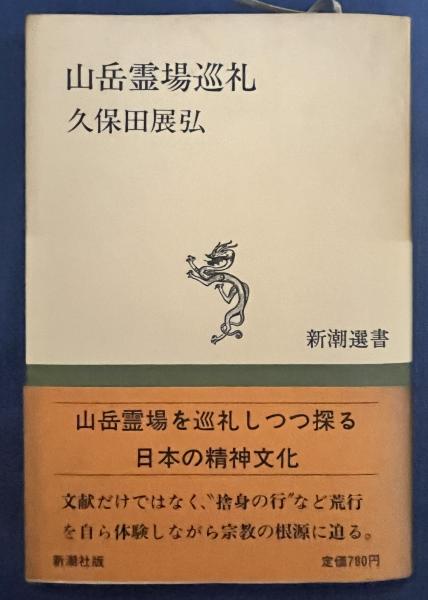 山岳霊場巡礼
久保田展弘
新潮選書
山岳霊場を巡礼しつつ探る
日本の精神文化
文献だけではなく、〝捨身の行〟など荒行
を自ら体験しながら宗教の根源に迫る。
新潮社版 定価780円